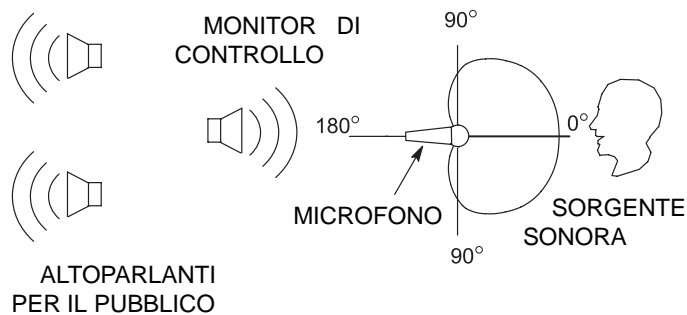 MONITOR DI
CONTROLLO
90°
180°
0°
MICROFONO
SORGENTE
SONORA
90°
ALTOPARLANTI
PER IL PUBBLICO